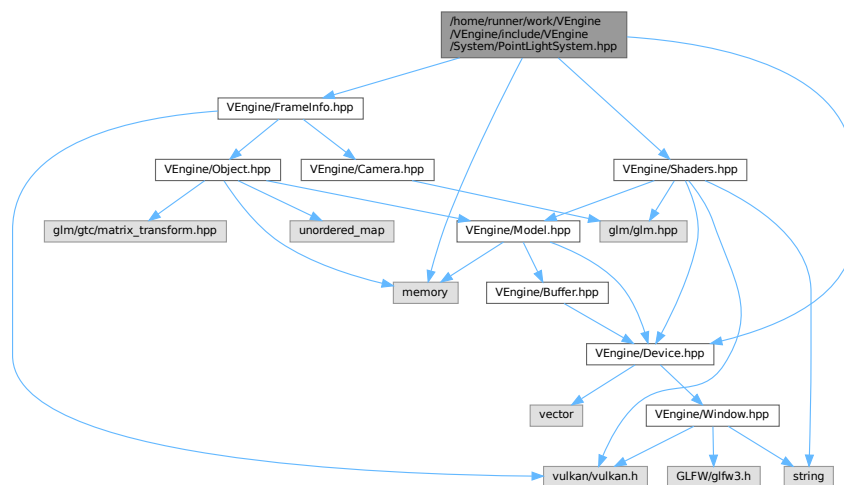 /home/runner/work/VEngine
/VEngine/include/VEngine
/System/PointLightSystem.hpp
VEngine/FrameInfo.hpp
VEngine/Object.hpp
VEngine/Camera.hpp
VEngine/Shaders.hpp
glm/gtc/matrix_transform.hpp
unordered_map
VEngine/Model.hpp
glm/glm.hpp
memory
VEngine/Buffer.hpp
VEngine/Device.hpp
vector
VEngine/Window.hpp
vulkan/vulkan.h
GLFW/glfw3.h
string